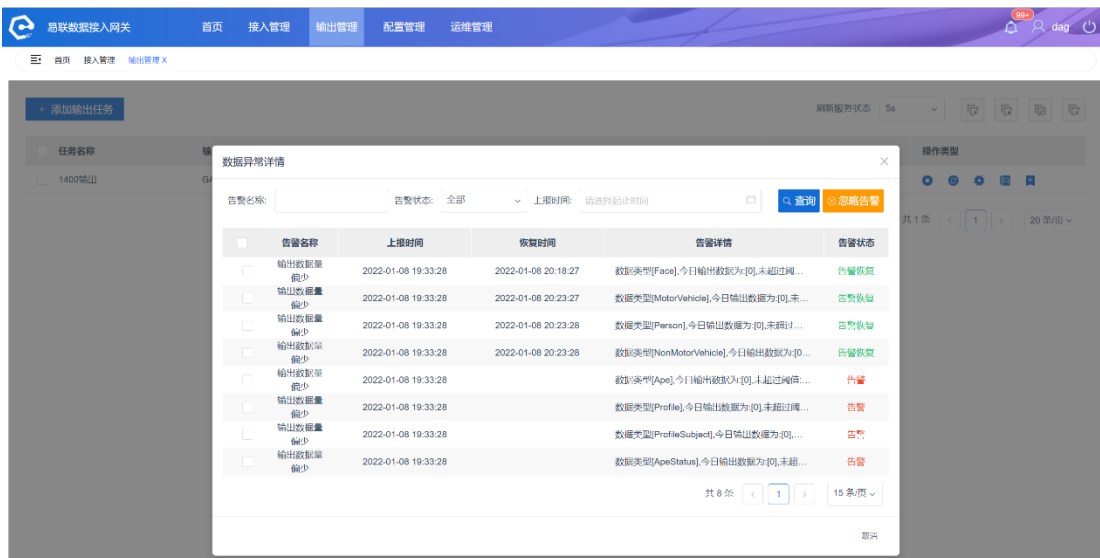 易联数据接入网关 首页 接入管理 输出管理 配置管理 运维管理 99+ dag
首页 接入管理 输出管理 X
+ 添加输出任务 刷新服务状态 5s
任务名称 输 操作类型
1400输出 GA
共 1 条 < 1 > 20 条/页
数据异常详情 ×
告警名称: 告警状态: 全部 上报时间: 请选择起止时间 查询 忽略告警
告警名称 上报时间 恢复时间 告警详情 告警状态
输出数据量偏少 2022-01-08 19:33:28 2022-01-08 20:18:27 数据类型[Face],今日输出数据为:[0],未超过阈... 告警恢复
输出数据量偏少 2022-01-08 19:33:28 2022-01-08 20:23:27 数据类型[MotorVehicle],今日输出数据为:[0],未... 告警恢复
输出数据量偏少 2022-01-08 19:33:28 2022-01-08 20:23:28 数据类型[Person],今日输出数据为:[0],未超过... 告警恢复
输出数据量偏少 2022-01-08 19:33:28 2022-01-08 20:23:28 数据类型[NonMotorVehicle],今日输出数据为:[0... 告警恢复
输出数据量偏少 2022-01-08 19:33:28 数据类型[Ape],今日输出数据为:[0],未超过阈值:... 告警
输出数据量偏少 2022-01-08 19:33:28 数据类型[Profile],今日输出数据为:[0],未超过阈... 告警
输出数据量偏少 2022-01-08 19:33:28 数据类型[ProfileSubject],今日输出数据为:[0],... 告警
输出数据量偏少 2022-01-08 19:33:28 数据类型[ApeStatus],今日输出数据为:[0],未超... 告警
共 8 条 < 1 > 15 条/页
取消